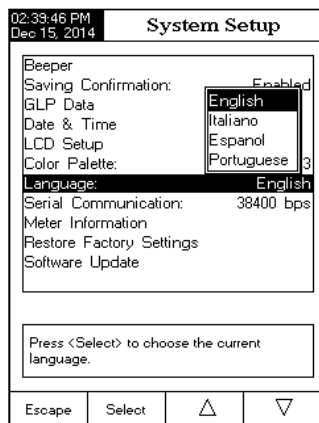 02:39:46 PM
Dec 15, 2014
System Setup
Beeper
Saving Confirmation: Enabled
GLP Data
Date & Time
LCD Setup
Color Palette: 3
Language: English
Serial Communication: 38400 bps
Meter Information
Restore Factory Settings
Software Update
English
Italiano
Espanol
Portuguese
Press <Select> to choose the current
language.
Escape Select